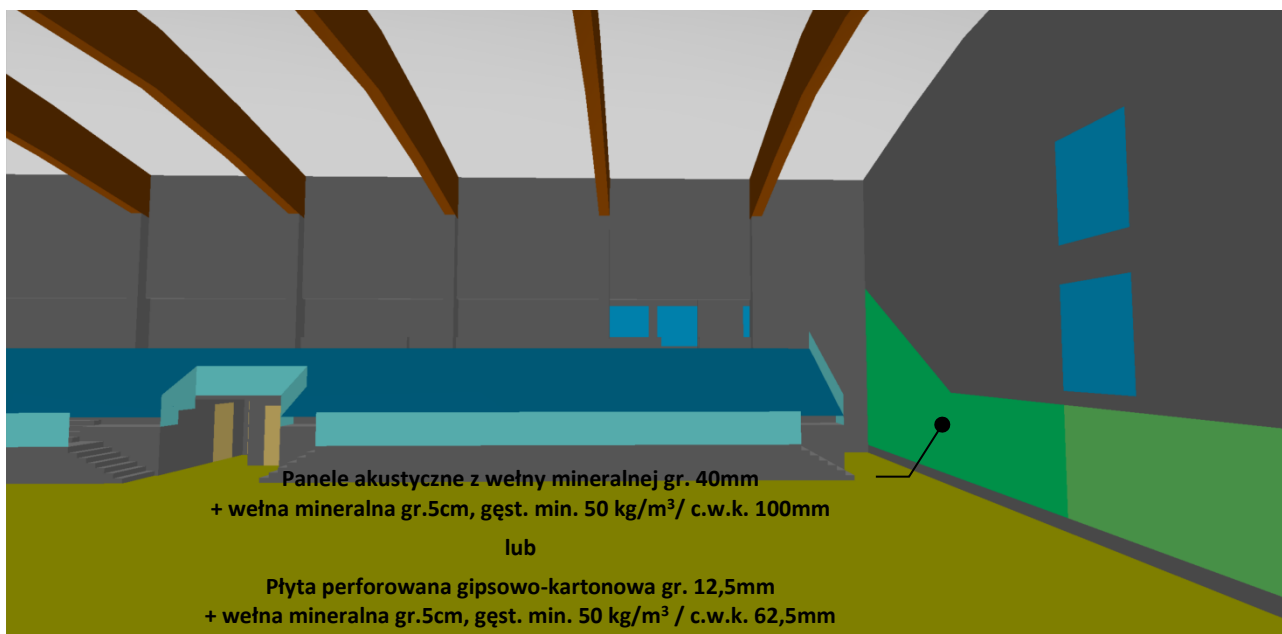 Panele akustyczne z wełny mineralnej gr. 40mm
+ wełna mineralna gr.5cm, gęst. min. 50 kg/m³/ c.w.k. 100mm
lub
Płyta perforowana gipsowo-kartonowa gr. 12,5mm
+ wełna mineralna gr.5cm, gęst. min. 50 kg/m³ / c.w.k. 62,5mm